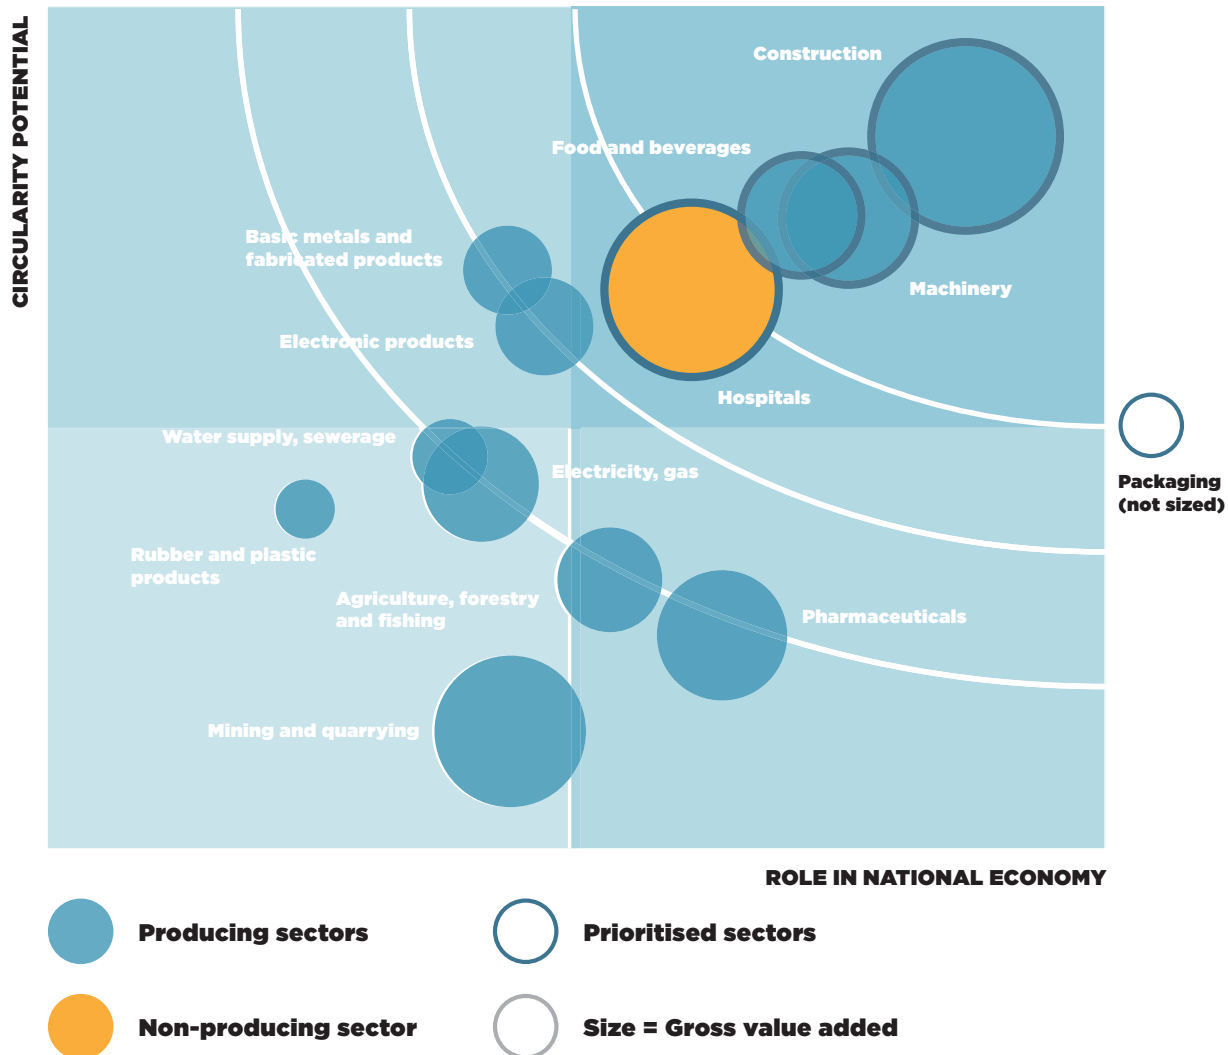 CIRCULARITY POTENTIAL
Construction
Food and beverages
Basic metals and
fabricated products
Machinery
Electronic products
Hospitals
Water supply, sewerage
Electricity, gas
Packaging
(not sized)
Rubber and plastic
products
Agriculture, forestry
and fishing
Pharmaceuticals
Mining and quarrying
ROLE IN NATIONAL ECONOMY
Producing sectors
Prioritised sectors
Non-producing sector
Size = Gross value added